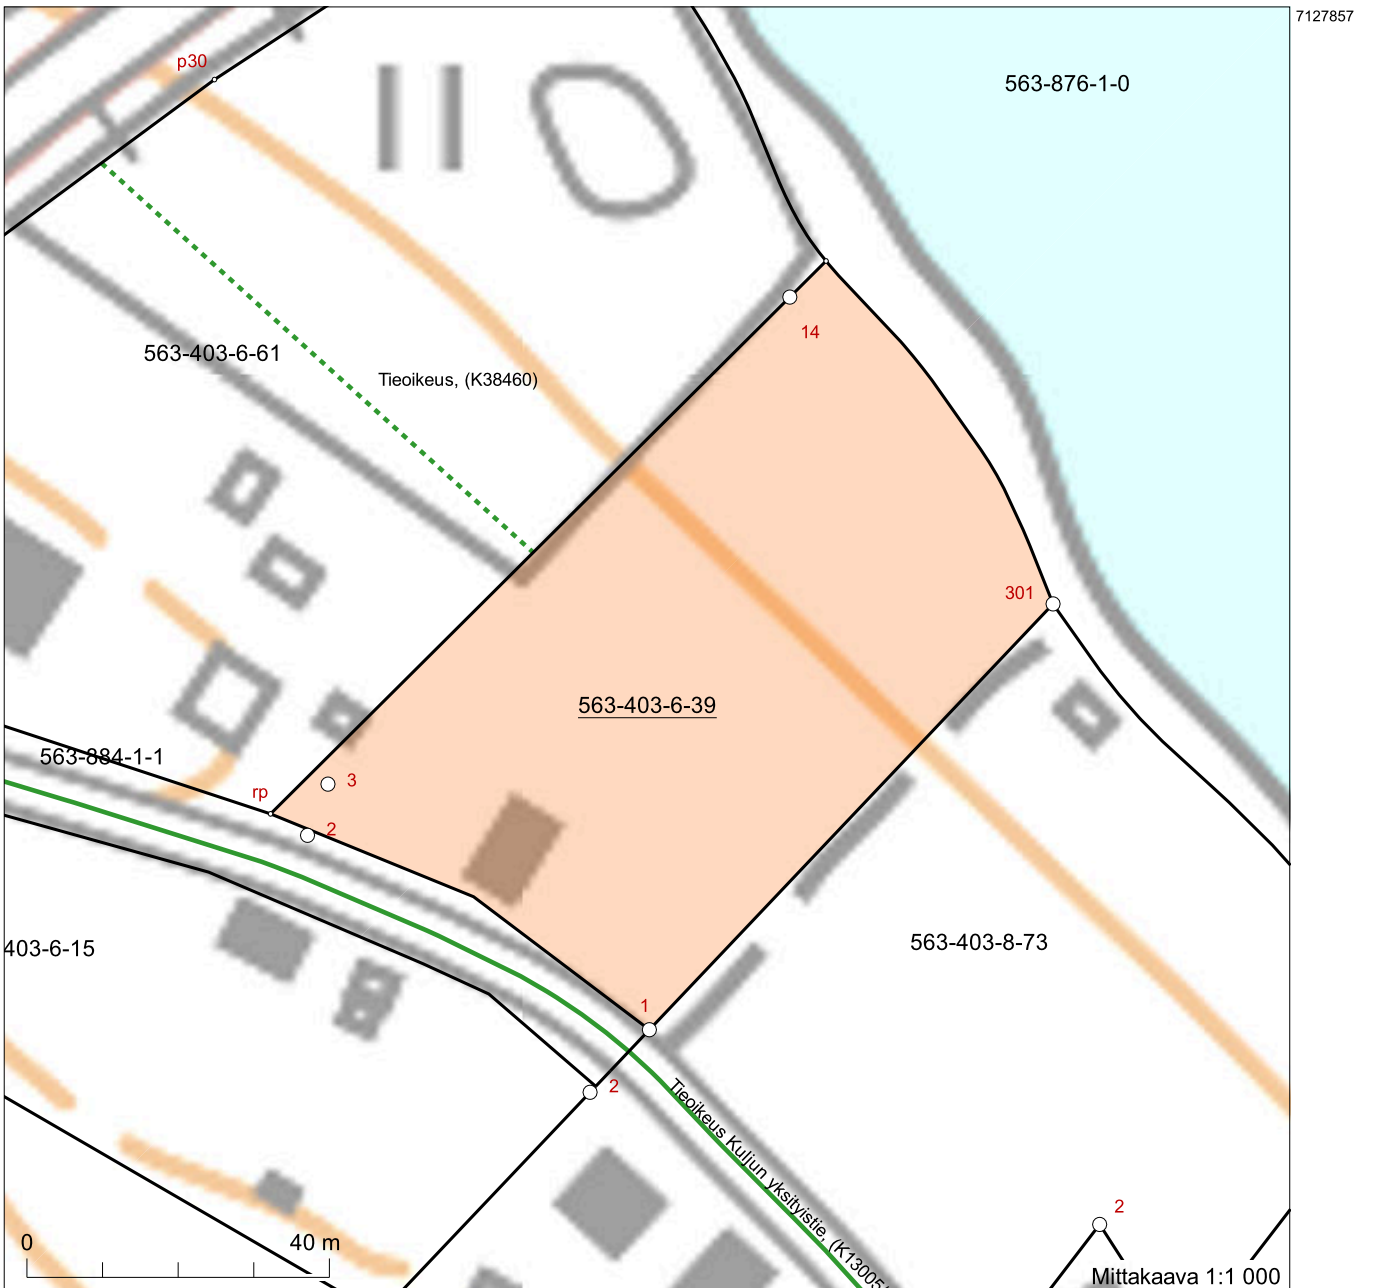 7127857
p30
563-876-1-0
14
563-403-6-61
Tieoikeus, (K38460)
301
563-403-6-39
563-884-1-1
rp
3
2
403-6-15
563-403-8-73
1
2
Tieoikeus Kuljun yksityistie, (K13005
2
0
40 m
Mittakaava 1:1 000